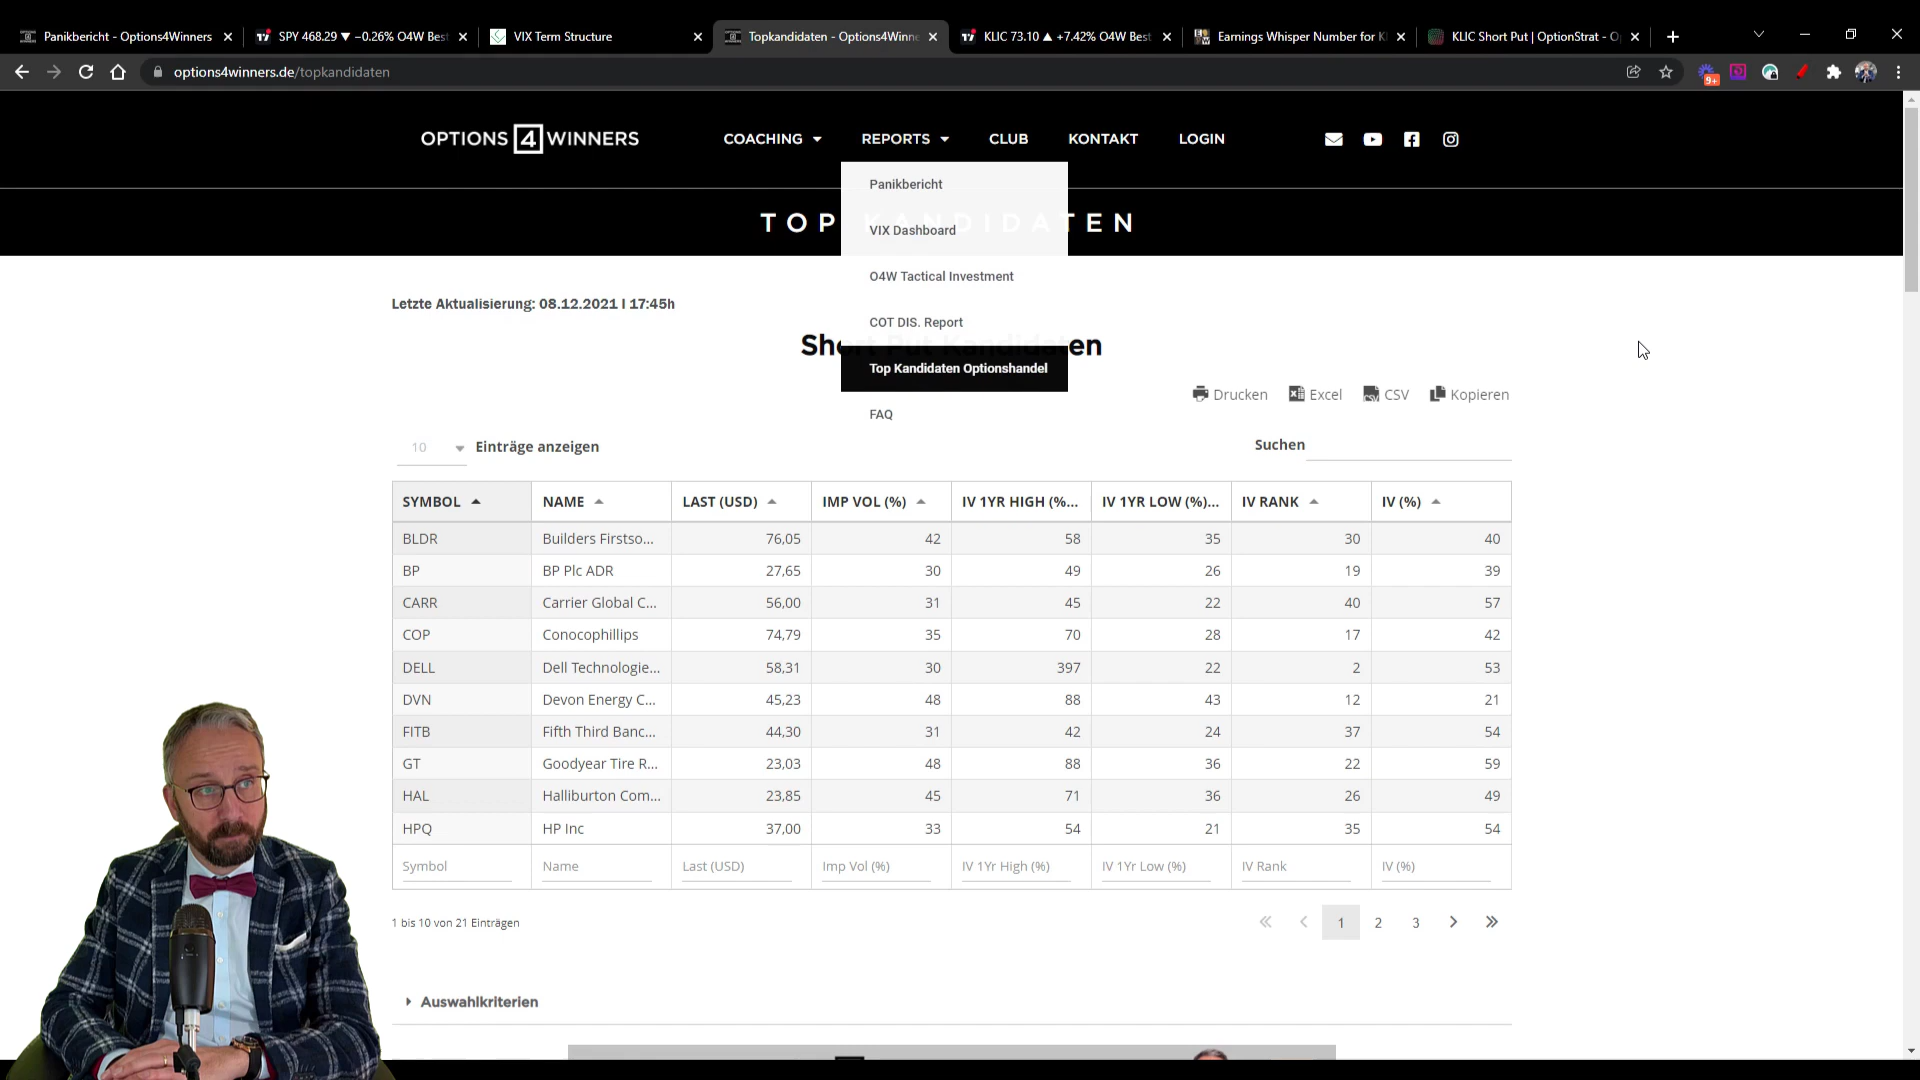 Panikbericht - Options4Winners
SPY 468.29 ▼ −0.26% O4W Best
VIX Term Structure
Topkandidaten - Options4Winne
KLIC 73.10 ▲ +7.42% O4W Best
Earnings Whisper Number for K
KLIC Short Put | OptionStrat - O
options4winners.de/topkandidaten
9+
OPTIONS 4 WINNERS
COACHING
REPORTS
CLUB
KONTAKT
LOGIN
Panikbericht
VIX Dashboard
O4W Tactical Investment
COT DIS. Report
Top Kandidaten Optionshandel
FAQ
TOP KANDIDATEN
Letzte Aktualisierung: 08.12.2021 I 17:45h
Short Put Kandidaten
Drucken Excel CSV Kopieren
10 Einträge anzeigen
Suchen
SYMBOL NAME LAST (USD) IMP VOL (%) IV 1YR HIGH (%... IV 1YR LOW (%)... IV RANK IV (%)
BLDR Builders Firstso... 76,05 42 58 35 30 40
BP BP Plc ADR 27,65 30 49 26 19 39
CARR Carrier Global C... 56,00 31 45 22 40 57
COP Conocophillips 74,79 35 70 28 17 42
DELL Dell Technologie... 58,31 30 397 22 2 53
DVN Devon Energy C... 45,23 48 88 43 12 21
FITB Fifth Third Banc... 44,30 31 42 24 37 54
GT Goodyear Tire R... 23,03 48 88 36 22 59
HAL Halliburton Com... 23,85 45 71 36 26 49
HPQ HP Inc 37,00 33 54 21 35 54
Symbol Name Last (USD) Imp Vol (%) IV 1Yr High (%) IV 1Yr Low (%) IV Rank IV (%)
1 bis 10 von 21 Einträgen
1 2 3
Auswahlkriterien